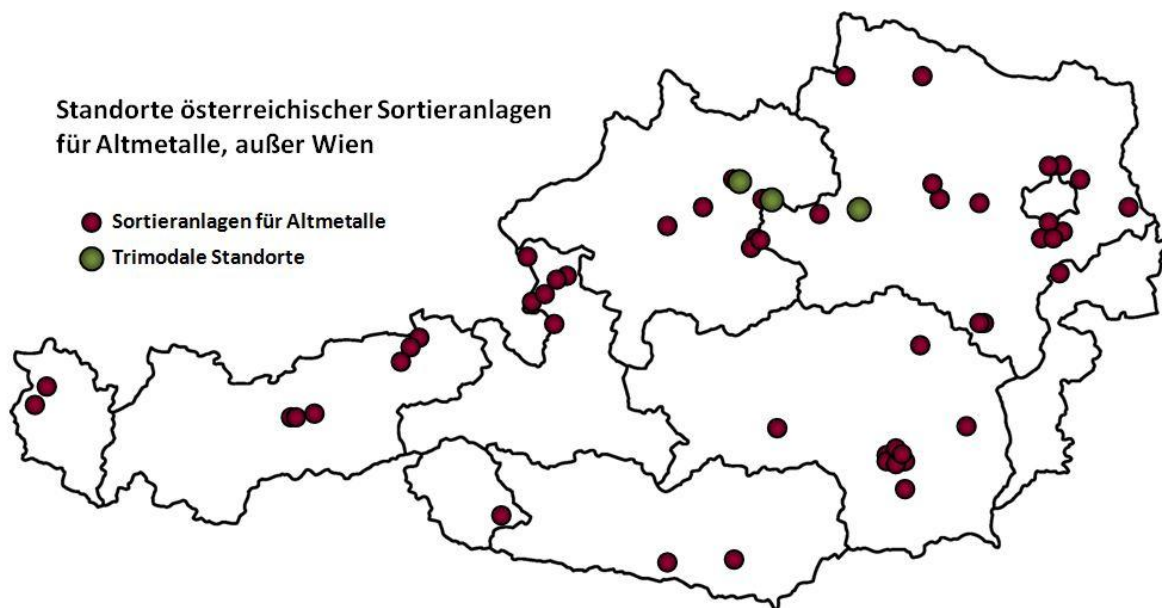 Standorte österreichischer Sortieranlagen
für Altmetalle, außer Wien
Sortieranlagen für Altmetalle
Trimodale Standorte